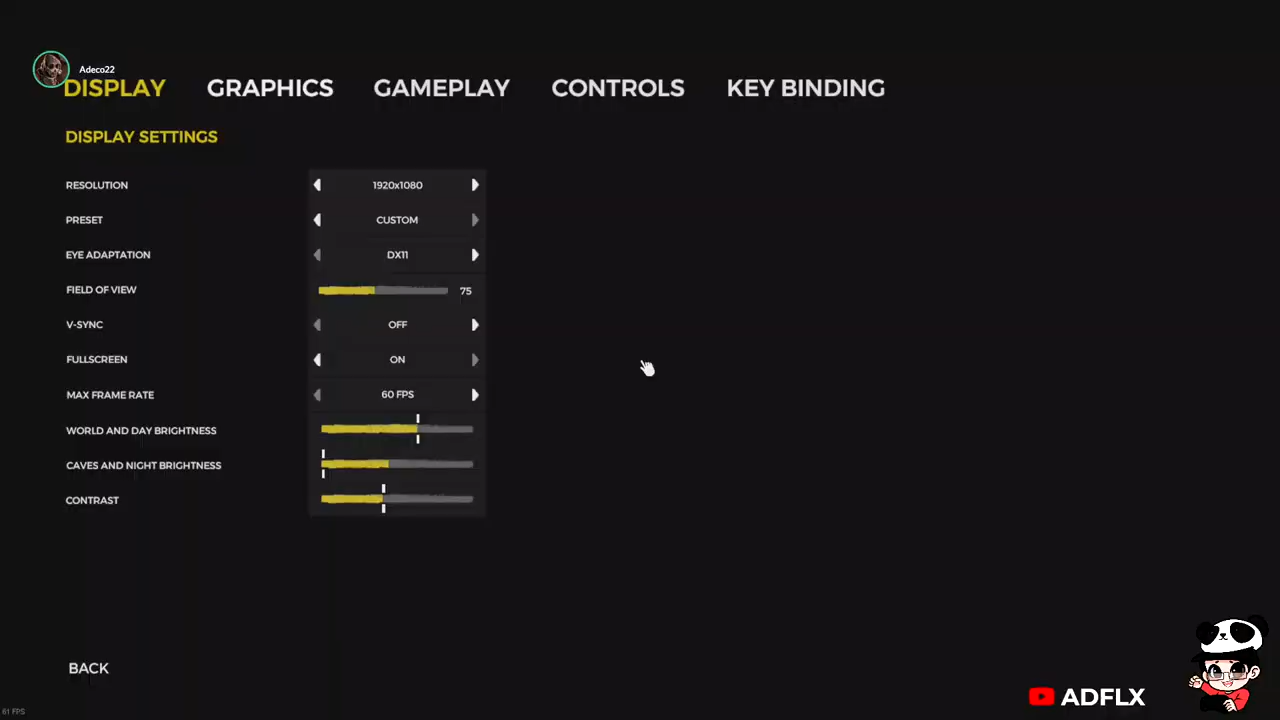 Adeco22
DISPLAY GRAPHICS GAMEPLAY CONTROLS KEY BINDING
DISPLAY SETTINGS
RESOLUTION 1920x1080
PRESET CUSTOM
EYE ADAPTATION DX11
FIELD OF VIEW 75
V-SYNC OFF
FULLSCREEN ON
MAX FRAME RATE 60 FPS
WORLD AND DAY BRIGHTNESS
CAVES AND NIGHT BRIGHTNESS
CONTRAST
BACK
ADFLX
61 FPS